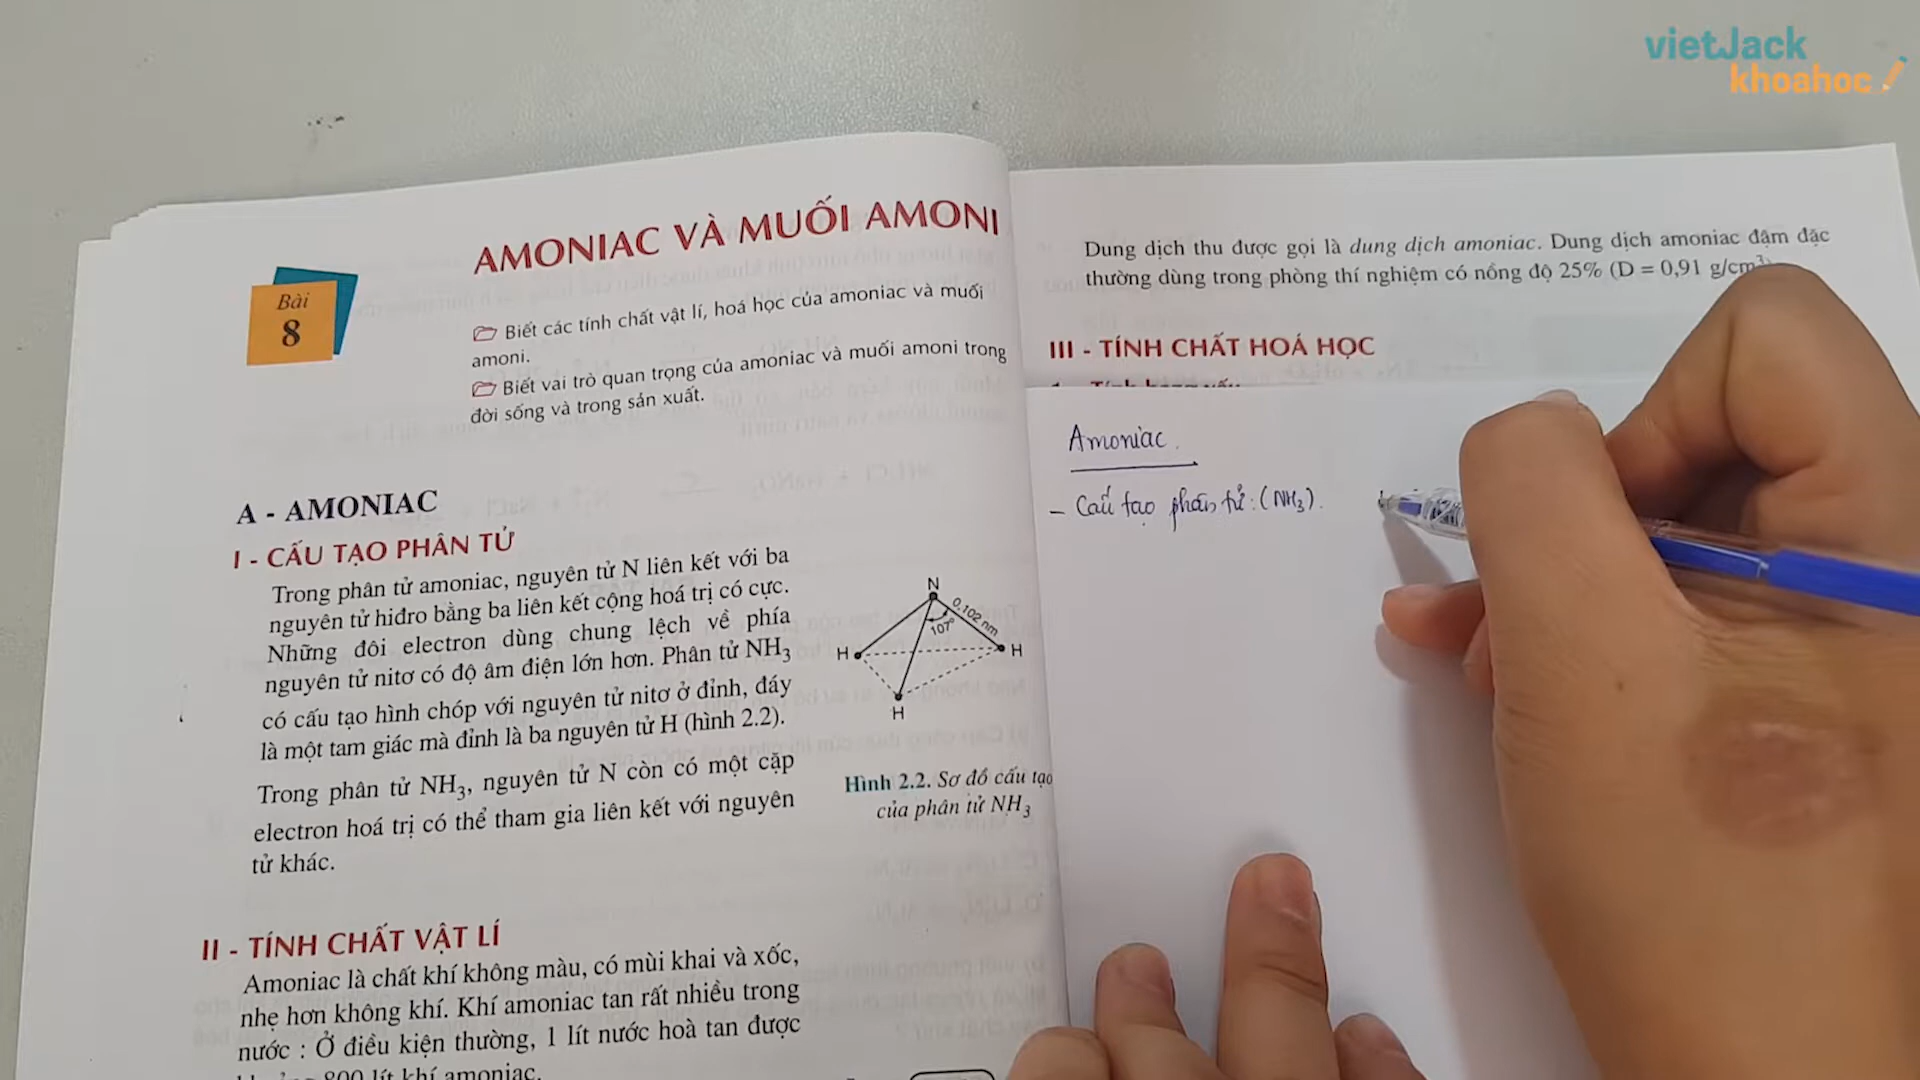 vietJack
khoahoc
Bài
8
AMONIAC VÀ MUỐI AMONI
Biết các tính chất vật lí, hoá học của amoniac và muối
amoni.
Biết vai trò quan trọng của amoniac và muối amoni trong
đời sống và trong sản xuất.
A - AMONIAC
I - CẤU TẠO PHÂN TỬ
Trong phân tử amoniac, nguyên tử N liên kết với ba
nguyên tử hiđro bằng ba liên kết cộng hoá trị có cực.
Những đôi electron dùng chung lệch về phía
nguyên tử nitơ có độ âm điện lớn hơn. Phân tử NH₃
có cấu tạo hình chóp với nguyên tử nitơ ở đỉnh, đáy
là một tam giác mà đỉnh là ba nguyên tử H (hình 2.2).
Trong phân tử NH₃, nguyên tử N còn có một cặp
electron hoá trị có thể tham gia liên kết với nguyên
tử khác.
N
0,102 nm
107°
H
H
H
Hình 2.2. Sơ đồ cấu tạo
của phân tử NH₃
II - TÍNH CHẤT VẬT LÍ
Amoniac là chất khí không màu, có mùi khai và xốc,
nhẹ hơn không khí. Khí amoniac tan rất nhiều trong
nước : Ở điều kiện thường, 1 lít nước hoà tan được
800 lít khí amoniac.
Dung dịch thu được gọi là dung dịch amoniac. Dung dịch amoniac đậm đặc
thường dùng trong phòng thí nghiệm có nồng độ 25% (D = 0,91 g/cm³)
III - TÍNH CHẤT HOÁ HỌC
Amoniac.
- Cấu tạo phân tử: (NH₃).